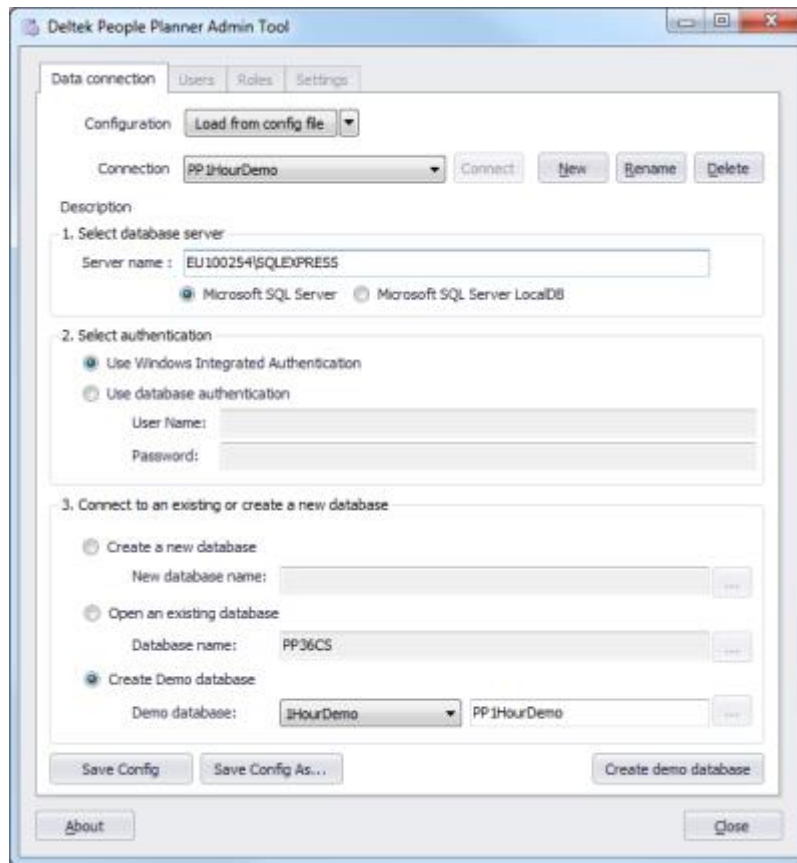 Deltek People Planner Admin Tool
Data connection Users Roles Settings
Configuration Load from config file
Connection PP1HourDemo Connect New Rename Delete
Description
1. Select database server
Server name : EU100254\SQLEXPRESS
Microsoft SQL Server Microsoft SQL Server LocalDB
2. Select authentication
Use Windows Integrated Authentication
Use database authentication
User Name:
Password:
3. Connect to an existing or create a new database
Create a new database
New database name: ...
Open an existing database
Database name: PP36CS ...
Create Demo database
Demo database: 1HourDemo PP1HourDemo ...
Save Config Save Config As... Create demo database
About Close